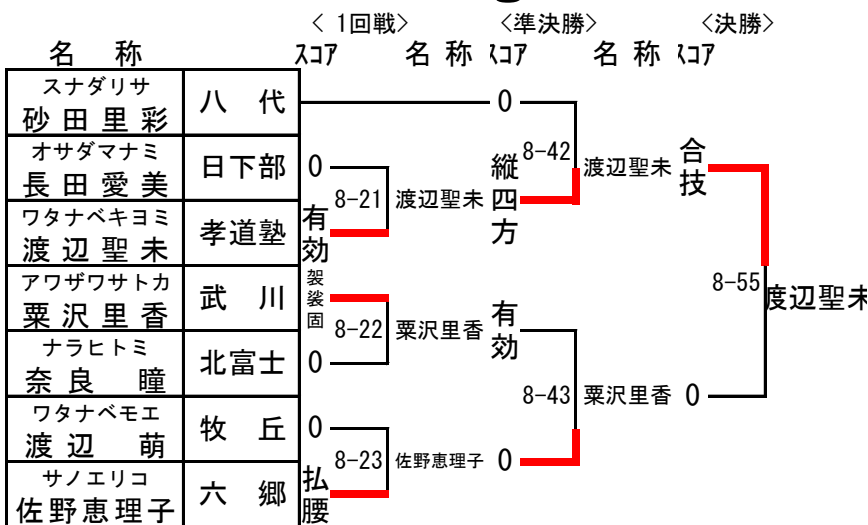 < 1回戦> <準決勝> <決勝>
名 称 スコア 名 称 スコア 名 称 スコア
スナダリサ
砂田里彩 八 代 0
オサダマナミ
長田愛美 日下部 0
8-21 渡辺聖未 縦四方
8-42 渡辺聖未 合技
ワタナベキヨミ
渡辺聖未 孝道塾 有効
アワザワサトカ
粟沢里香 武 川 袈裟固
8-22 粟沢里香 有効
8-55 渡辺聖未
ナラヒトミ
奈良 瞳 北富士 0
8-43 粟沢里香 0
ワタナベモエ
渡辺 萌 牧 丘 0
8-23 佐野恵理子 0
サノエリコ
佐野恵理子 六 郷 払腰